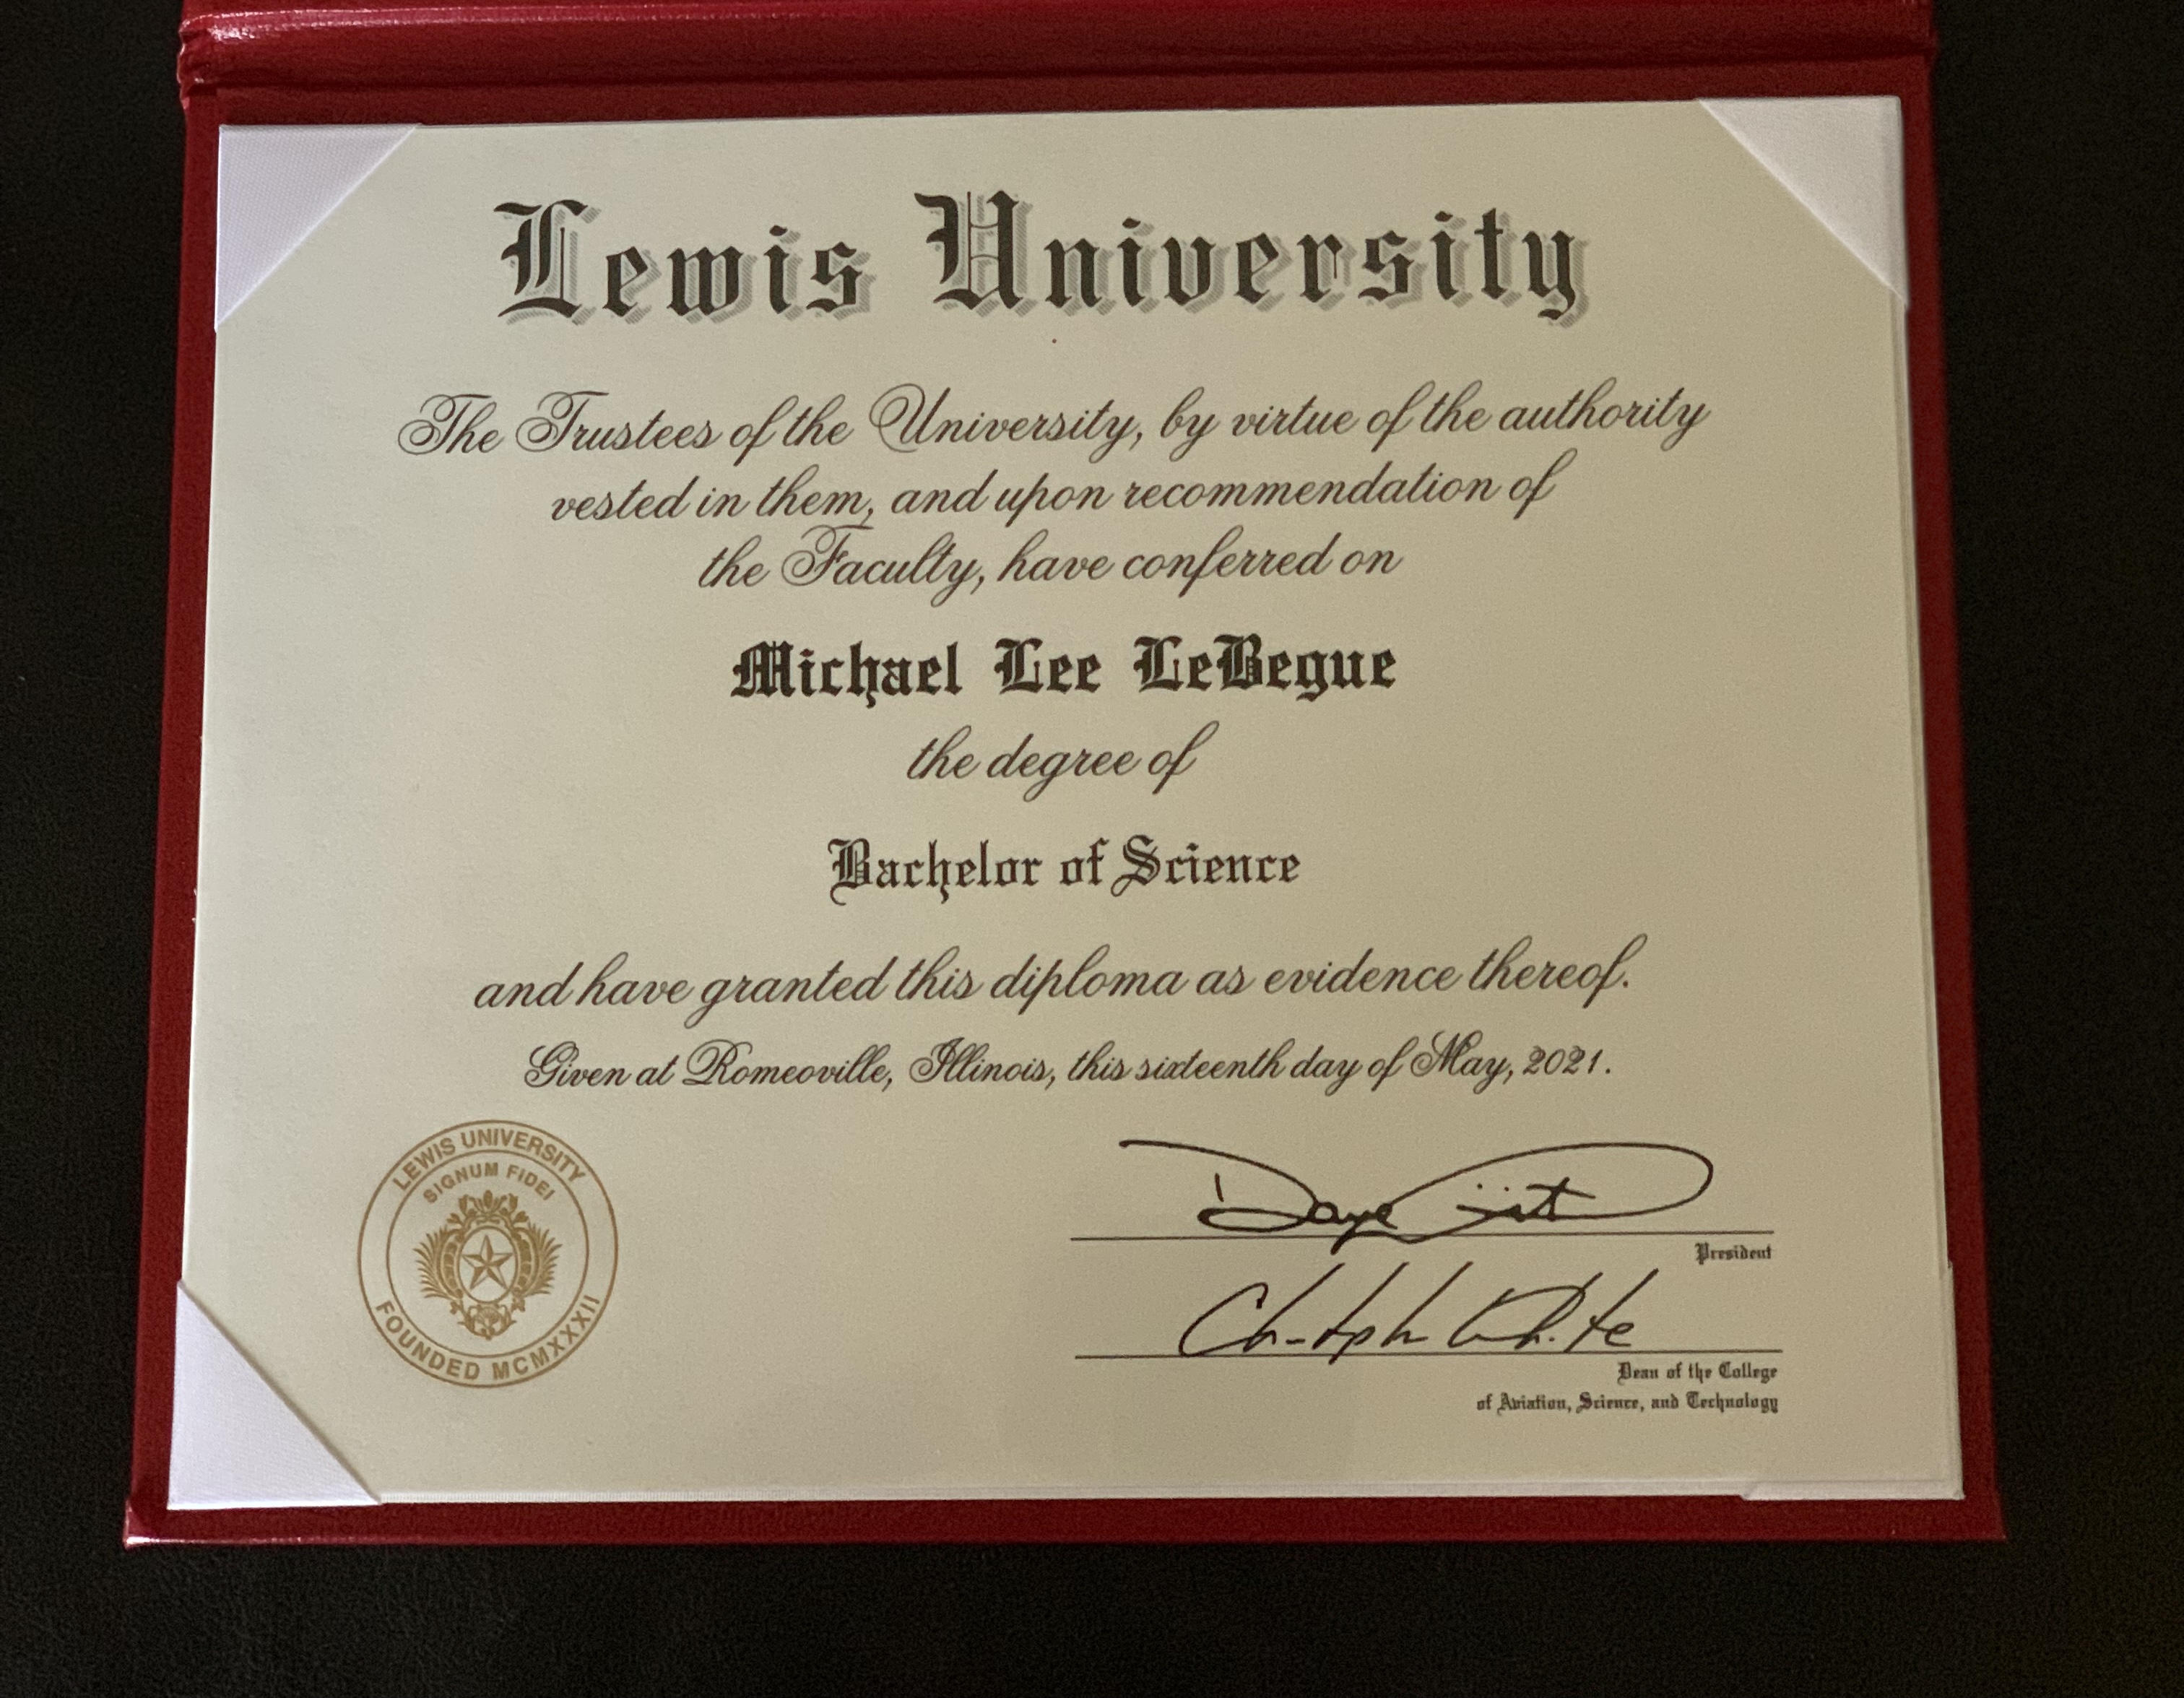 Lewis University
The Trustees of the University, by virtue of the authority
vested in them, and upon recommendation of
the Faculty, have conferred on
Michael Lee LeBegue
the degree of
Bachelor of Science
and have granted this diploma as evidence thereof.
Given at Romeoville, Illinois, this sixteenth day of May, 2021.
LEWIS UNIVERSITY
SIGNUM FIDEI
FOUNDED MCMXXXII
President
White
Dean of the College
of Aviation, Science, and Technology